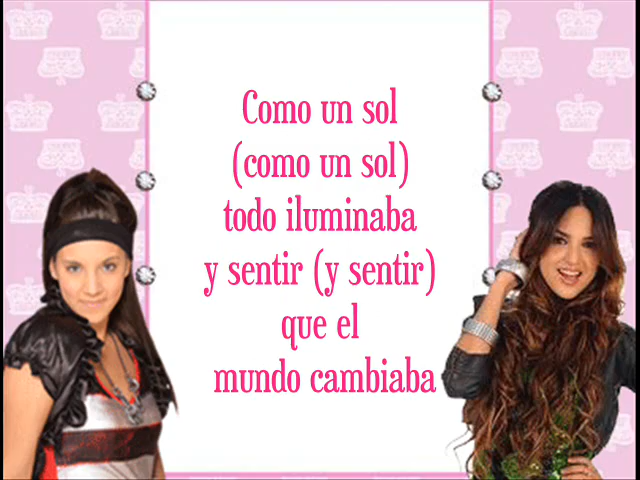 Como un sol
(como un sol)
todo iluminaba
y sentir (y sentir)
que el
mundo cambiaba